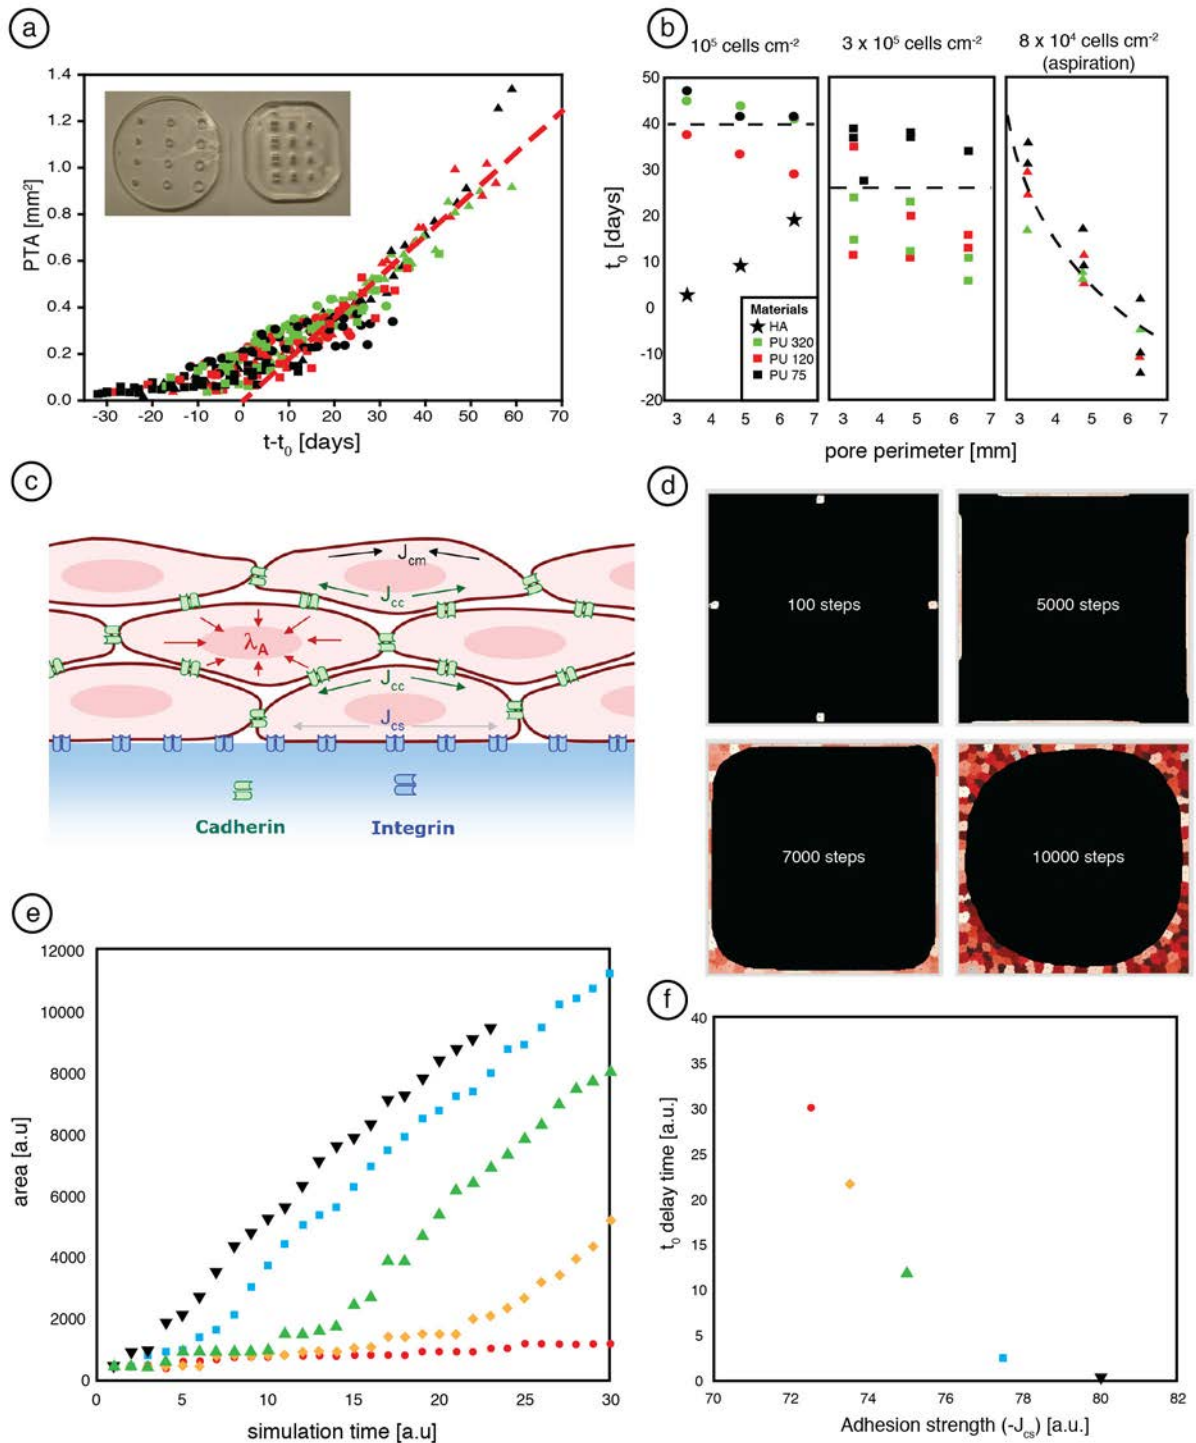 a
1.4
1.2
1.0
0.8
0.6
0.4
0.2
0.0
PTA [mm²]
-30 -20 -10 0 10 20 30 40 50 60 70
t-t₀ [days]
b
10⁵ cells cm⁻²
3 x 10⁵ cells cm⁻²
8 x 10⁴ cells cm⁻²
(aspiration)
50
40
30
20
10
0
-10
-20
t₀ [days]
Materials
HA
PU 320
PU 120
PU 75
3 4 5 6 7
3 4 5 6 7
3 4 5 6 7
pore perimeter [mm]
c
J_cm
J_cc
λ_A
J_cc
J_cs
Cadherin
Integrin
d
100 steps
5000 steps
7000 steps
10000 steps
e
12000
10000
8000
6000
4000
2000
0
area [a.u]
0 5 10 15 20 25 30
simulation time [a.u]
f
40
35
30
25
20
15
10
5
0
t₀ delay time [a.u.]
70 72 74 76 78 80 82
Adhesion strength (-J_cs) [a.u.]